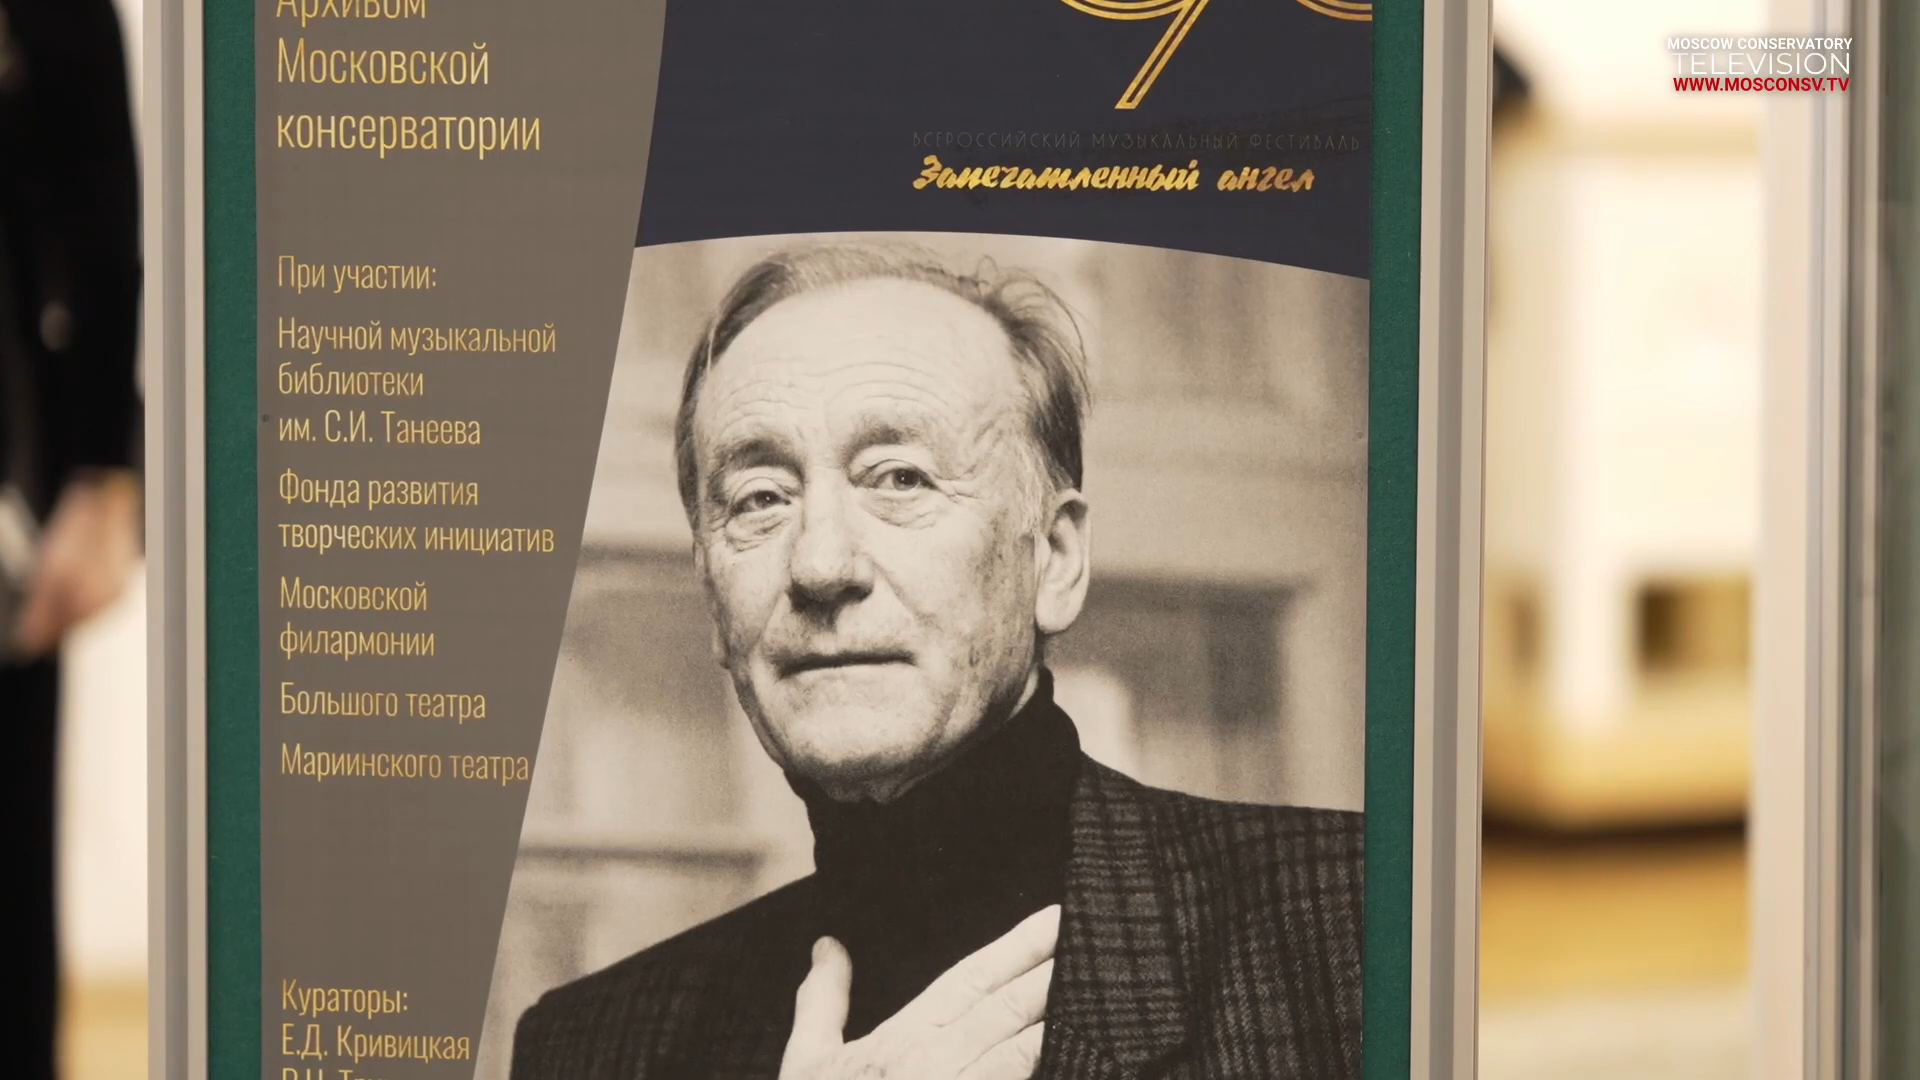 Архивом
Московской
консерватории
При участии:
Научной музыкальной
библиотеки
им. С.И. Танеева
Фонда развития
творческих инициатив
Московской
филармонии
Большого театра
Мариинского театра
Кураторы:
Е.Д. Кривицкая
ВСЕРОССИЙСКИЙ МУЗЫКАЛЬНЫЙ ФЕСТИВАЛЬ
Запечатленный ангел
MOSCOW CONSERVATORY
TELEVISION
WWW.MOSCONSV.TV